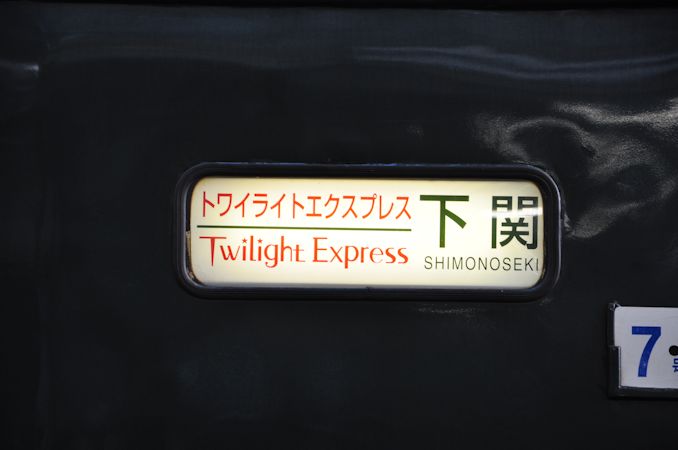 トワイライトエクスプレス
Twilight Express
下関
SHIMONOSEKI
7